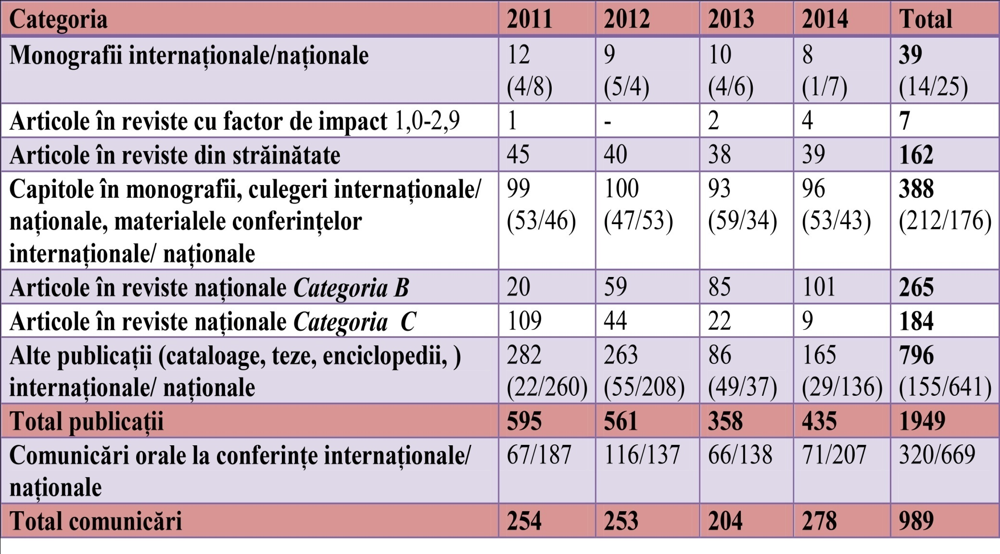 Categoria 2011 2012 2013 2014 Total
Monografii internaționale/naționale 12 9 10 8 39
(4/8) (5/4) (4/6) (1/7) (14/25)
Articole în reviste cu factor de impact 1,0-2,9 1 - 2 4 7
Articole în reviste din străinătate 45 40 38 39 162
Capitole în monografii, culegeri internaționale/ 99 100 93 96 388
naționale, materialele conferințelor (53/46) (47/53) (59/34) (53/43) (212/176)
internaționale/ naționale
Articole în reviste naționale Categoria B 20 59 85 101 265
Articole în reviste naționale Categoria C 109 44 22 9 184
Alte publicații (cataloage, teze, enciclopedii, ) 282 263 86 165 796
internaționale/ naționale (22/260) (55/208) (49/37) (29/136) (155/641)
Total publicații 595 561 358 435 1949
Comunicări orale la conferințe internaționale/ 67/187 116/137 66/138 71/207 320/669
naționale
Total comunicări 254 253 204 278 989